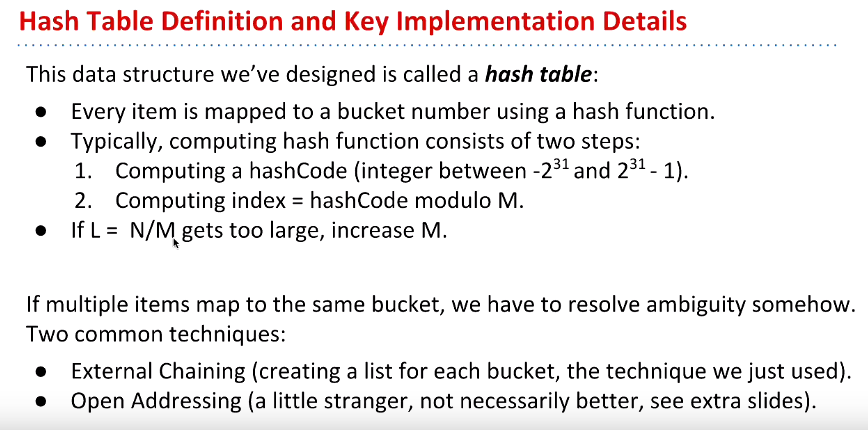 Hash Table Definition and Key Implementation Details
This data structure we've designed is called a hash table:
● Every item is mapped to a bucket number using a hash function.
● Typically, computing hash function consists of two steps:
1. Computing a hashCode (integer between -2³¹ and 2³¹ - 1).
2. Computing index = hashCode modulo M.
● If L = N/M gets too large, increase M.
If multiple items map to the same bucket, we have to resolve ambiguity somehow.
Two common techniques:
● External Chaining (creating a list for each bucket, the technique we just used).
● Open Addressing (a little stranger, not necessarily better, see extra slides).